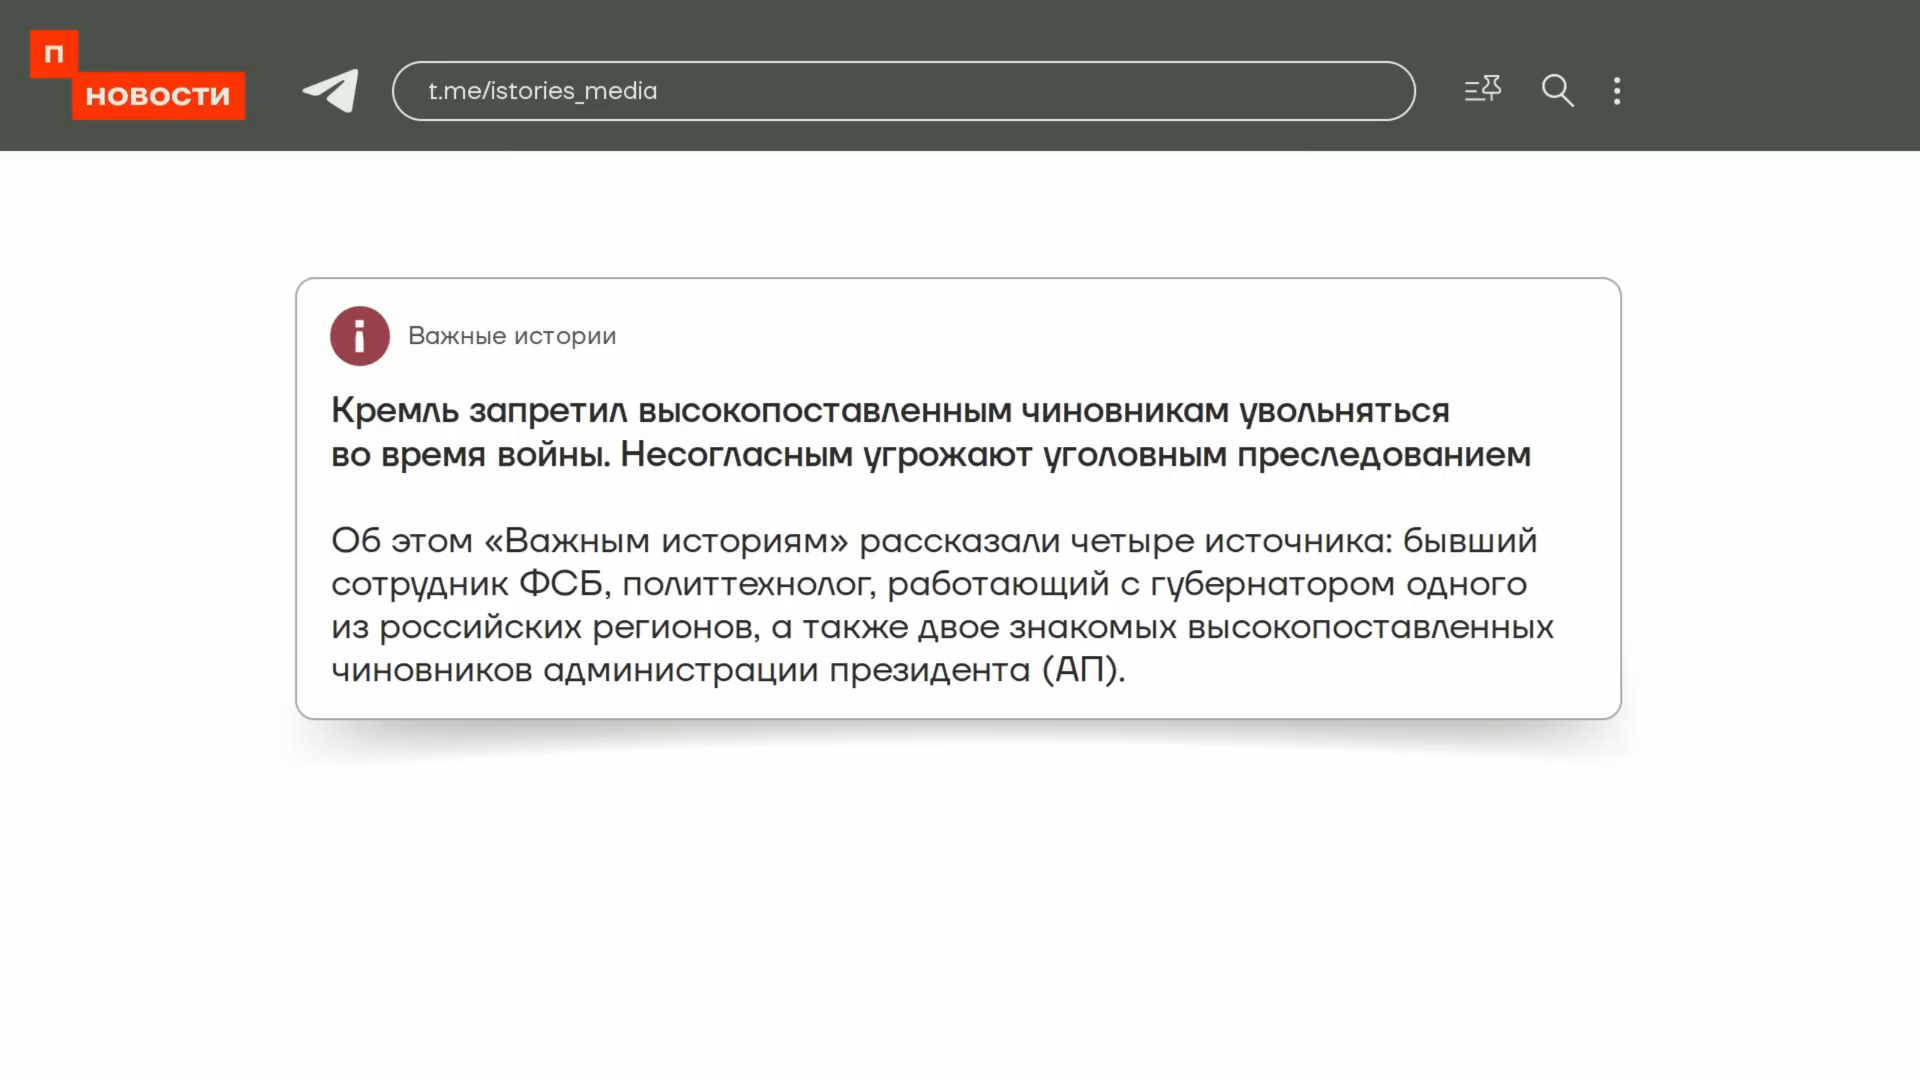 П
НОВОСТИ
t.me/istories_media
Важные истории
Кремль запретил высокопоставленным чиновникам увольняться
во время войны. Несогласным угрожают уголовным преследованием
Об этом «Важным историям» рассказали четыре источника: бывший
сотрудник ФСБ, политтехнолог, работающий с губернатором одного
из российских регионов, а также двое знакомых высокопоставленных
чиновников администрации президента (АП).